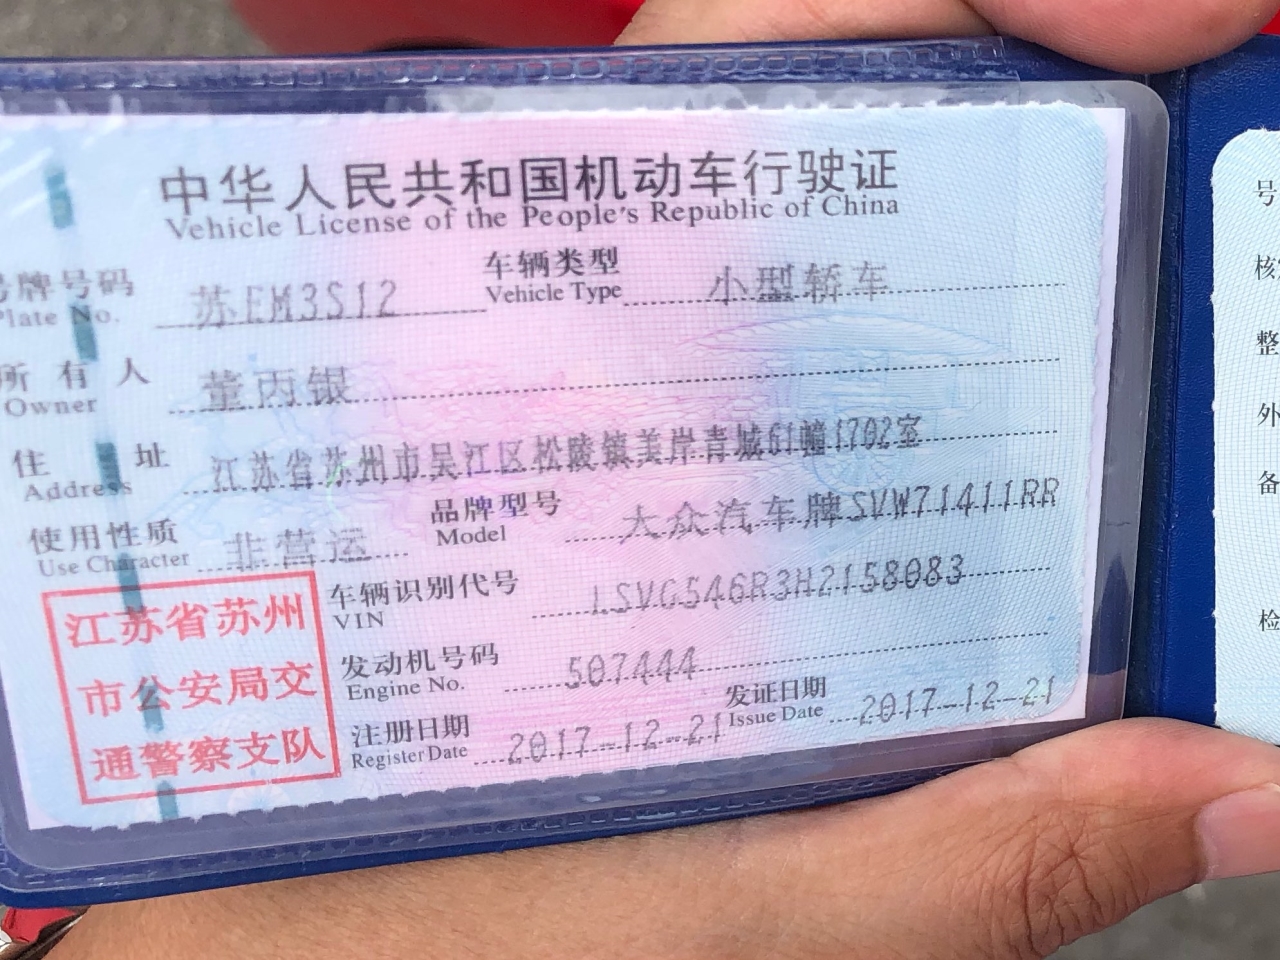 中华人民共和国机动车行驶证
Vehicle License of the People's Republic of China
号牌号码 苏EM3S12 车辆类型 小型轿车
Plate No. Vehicle Type
所有人 董丙银
Owner
住址 江苏省苏州市吴江区松陵镇美岸青城61幢1702室
Address
使用性质 非营运 品牌型号 大众汽车牌SVW71411RR
Use Character Model
车辆识别代号 LSVG546R3H2158083
VIN
发动机号码 507444
Engine No.
注册日期 2017-12-21 发证日期 2017-12-21
Register Date Issue Date
江苏省苏州
市公安局交
通警察支队
号
核
整
外
备
检